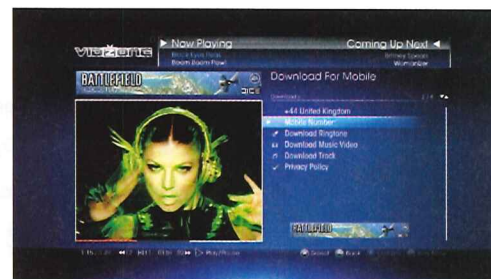 VIDZONE
Now Playing
Coming Up Next
Black Eyed Peas
Britney Spears
Boom Boom Pow
Womanizer
BATTLEFIELD
DICE
Download For Mobile
+44 United Kingdom
Mobile Number:
Download Ringtone
Download Music Video
Download Track
Privacy Policy
BATTLEFIELD
Play/Pause
Select
Back